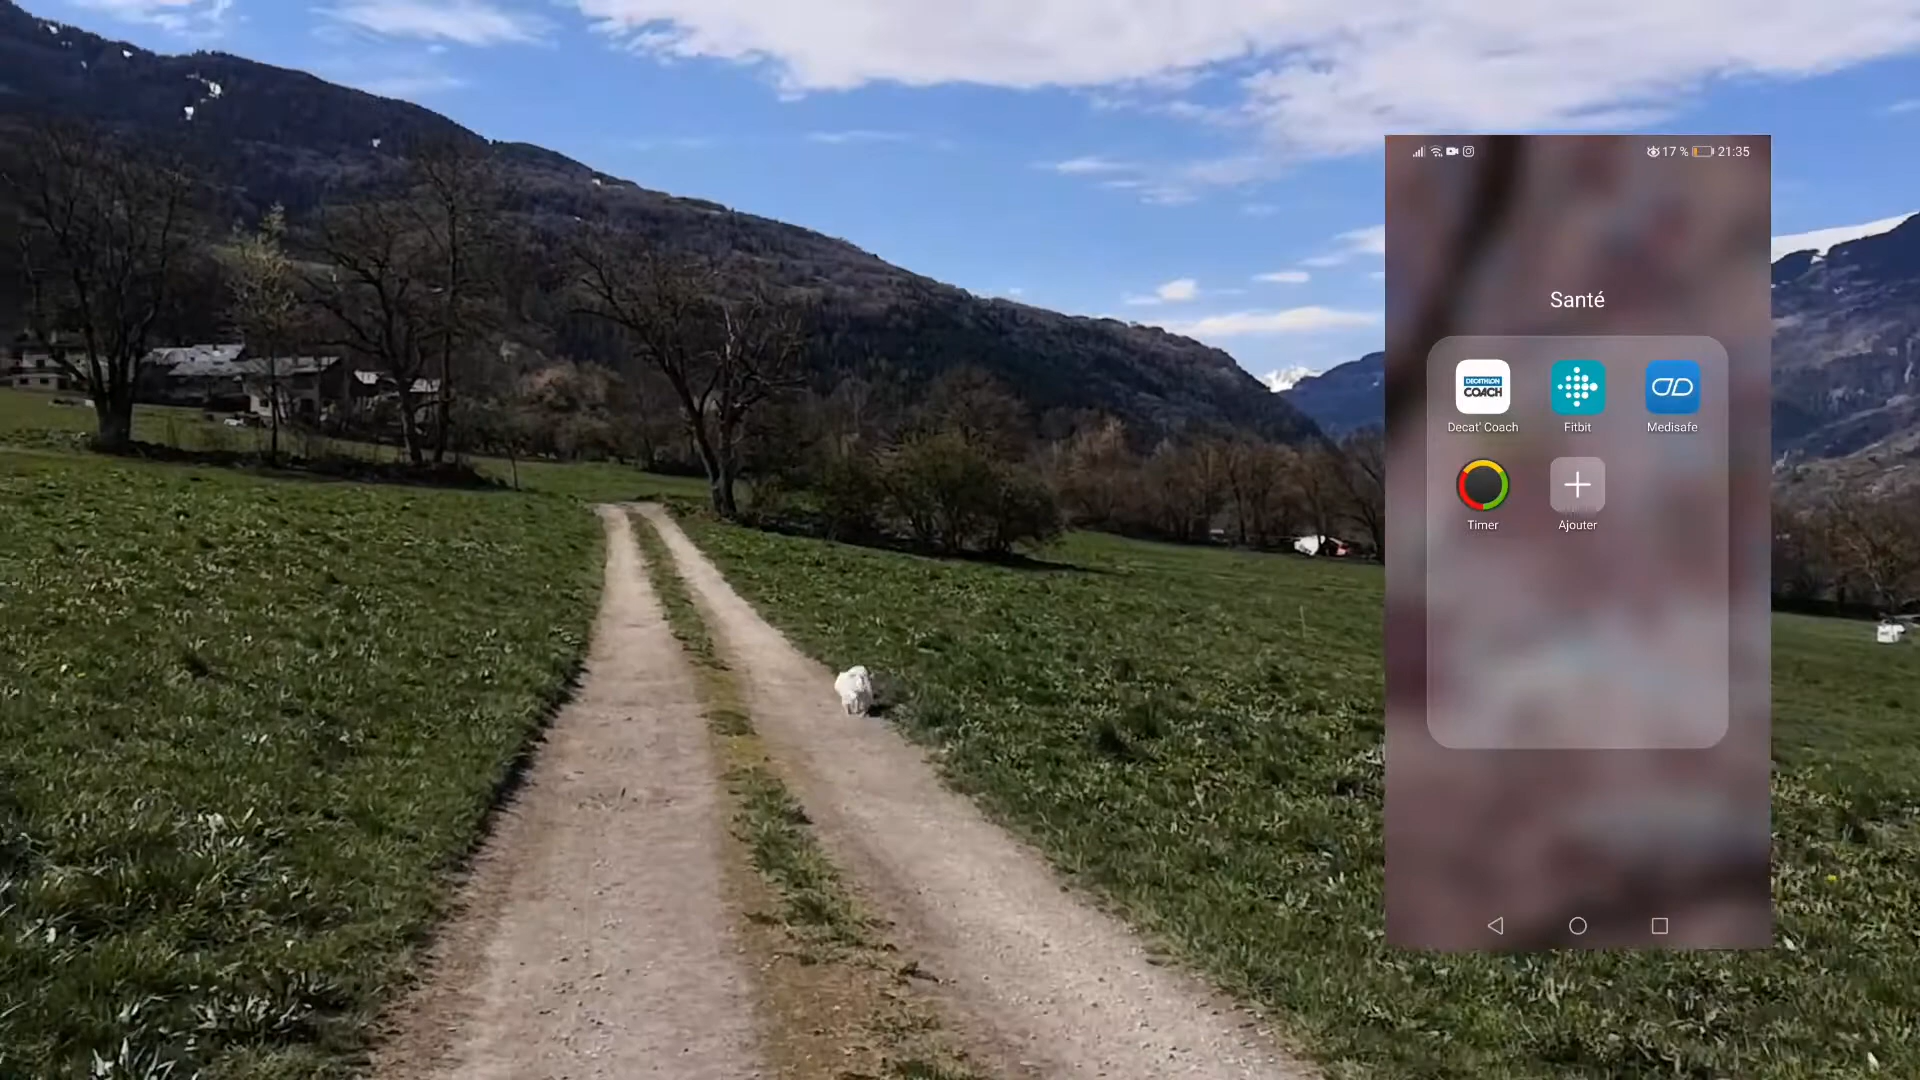 17 % 21:35
Santé
DECATHLON
COACH
Decat' Coach Fitbit Medisafe
Timer Ajouter